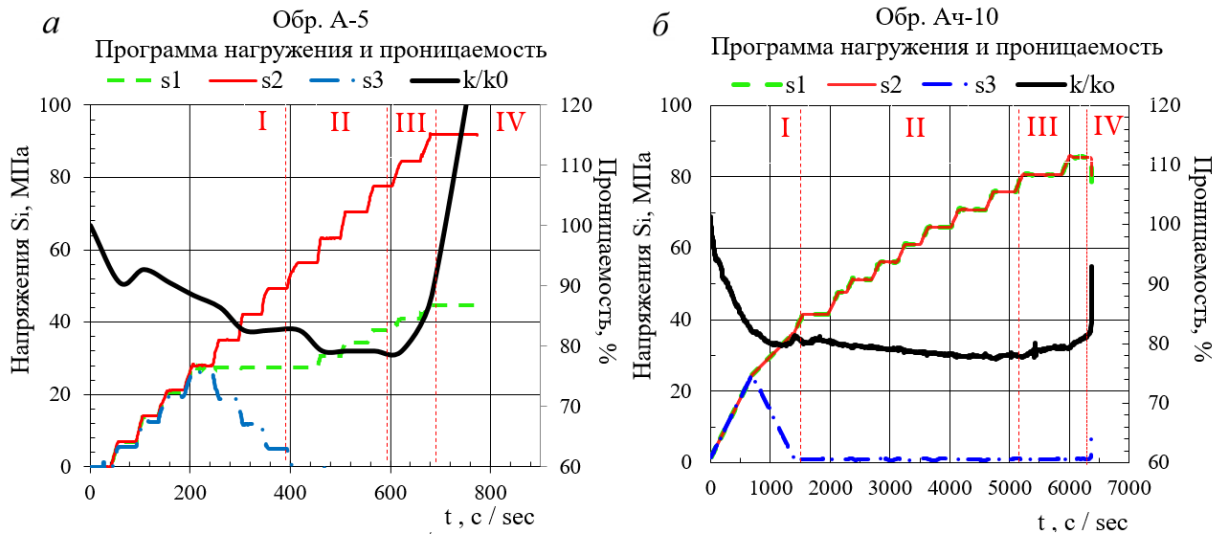 а
Обр. А-5
Программа нагружения и проницаемость
s1 s2 s3 k/k0
Напряжения Si, МПа
100
80
60
40
20
0
I II III IV
120
110
100
90
80
70
60
Проницаемость, %
0 200 400 600 800
t , c / sec
б
Обр. Ач-10
Программа нагружения и проницаемость
s1 s2 s3 k/ko
Напряжения Si, МПа
100
80
60
40
20
0
I II III IV
120
110
100
90
80
70
60
Проницаемость, %
0 1000 2000 3000 4000 5000 6000 7000
t , c / sec